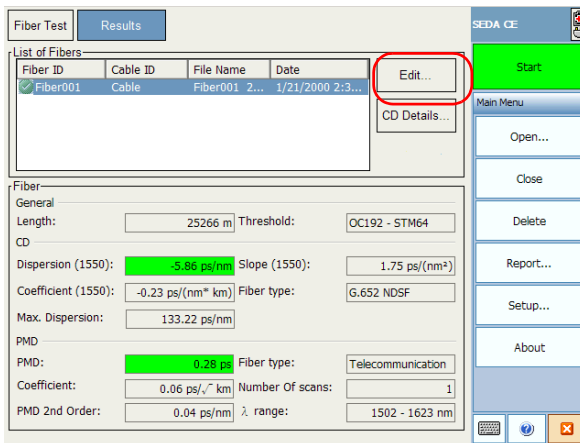 Fiber Test Results
List of Fibers
Fiber ID Cable ID File Name Date
Fiber001 Cable Fiber001 2... 1/21/2000 2:3...
Edit...
CD Details...
Fiber
General
Length: 25266 m Threshold: OC192 - STM64
CD
Dispersion (1550): -5.86 ps/nm Slope (1550): 1.75 ps/(nm²)
Coefficient (1550): -0.23 ps/(nm* km) Fiber type: G.652 NDSF
Max. Dispersion: 133.22 ps/nm
PMD
PMD: 0.28 ps Fiber type: Telecommunication
Coefficient: 0.06 ps/√ km Number Of scans: 1
PMD 2nd Order: 0.04 ps/nm λ range: 1502 - 1623 nm
SEDA CE
Start
Main Menu
Open...
Close
Delete
Report...
Setup...
About